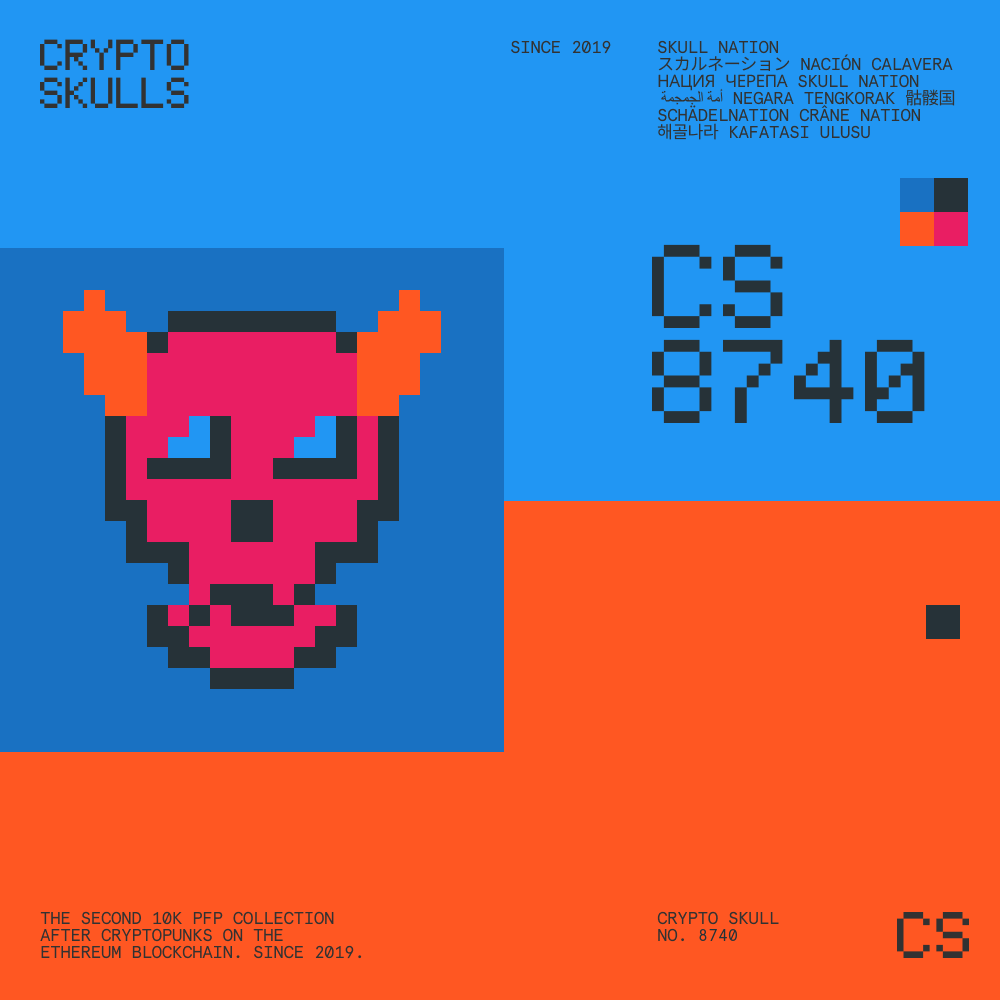 CRYPTO
SKULLS
SINCE 2019
SKULL NATION
スカルネーション NACIÓN CALAVERA
НАЦИЯ ЧЕРЕПА SKULL NATION
أمة الجمجمة NEGARA TENGKORAK 骷髅国
SCHÄDELNATION CRÂNE NATION
해골나라 KAFATASI ULUSU
CS
8740
THE SECOND 10K PFP COLLECTION
AFTER CRYPTOPUNKS ON THE
ETHEREUM BLOCKCHAIN. SINCE 2019.
CRYPTO SKULL
NO. 8740
CS